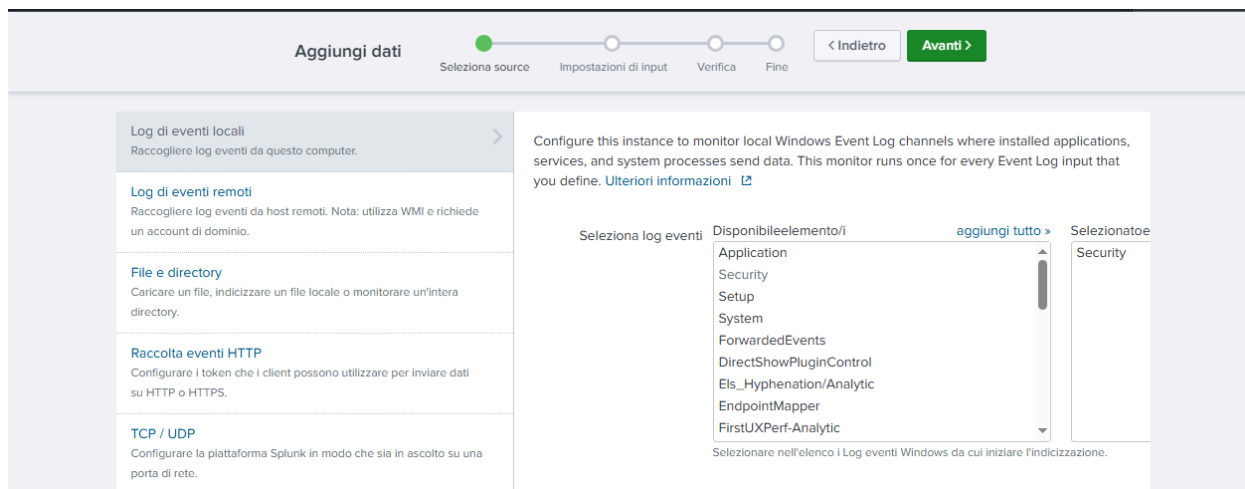 Aggiungi dati
Seleziona source
Impostazioni di input
Verifica
Fine
< Indietro
Avanti >
Log di eventi locali
Raccogliere log eventi da questo computer.
Log di eventi remoti
Raccogliere log eventi da host remoti. Nota: utilizza WMI e richiede
un account di dominio.
File e directory
Caricare un file, indicizzare un file locale o monitorare un'intera
directory.
Raccolta eventi HTTP
Configurare i token che i client possono utilizzare per inviare dati
su HTTP o HTTPS.
TCP / UDP
Configurare la piattaforma Splunk in modo che sia in ascolto su una
porta di rete.
Configure this instance to monitor local Windows Event Log channels where installed applications,
services, and system processes send data. This monitor runs once for every Event Log input that
you define. Ulteriori informazioni
Seleziona log eventi
Disponibileelemento/i
aggiungi tutto »
Application
Security
Setup
System
ForwardedEvents
DirectShowPluginControl
Els_Hyphenation/Analytic
EndpointMapper
FirstUXPerf-Analytic
Selezionatoe
Security
Selezionare nell'elenco i Log eventi Windows da cui iniziare l'indicizzazione.